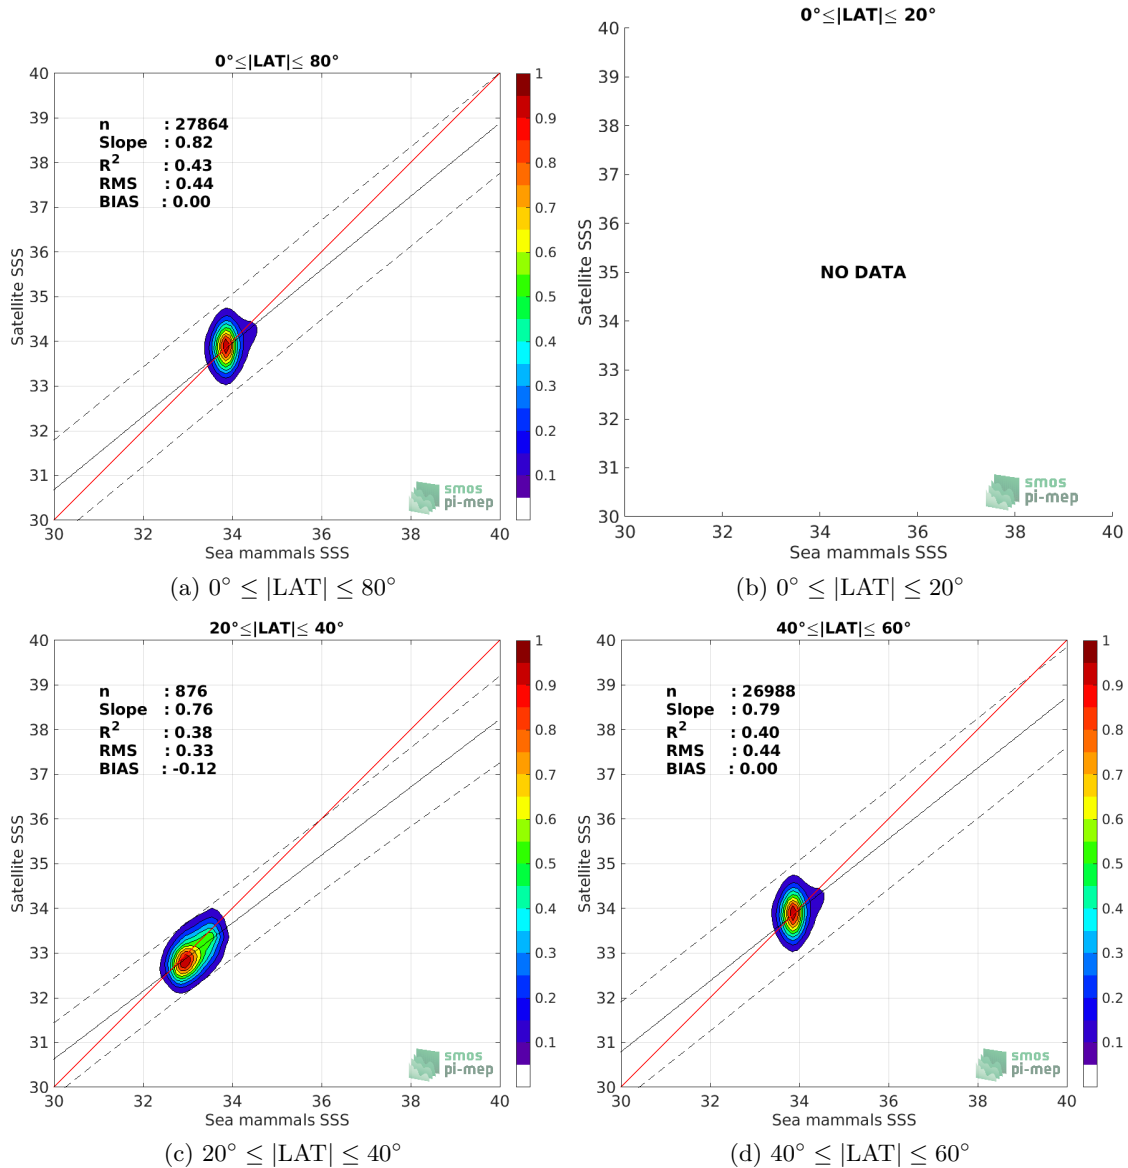 0°≤|LAT|≤ 80°
n : 27864
Slope : 0.82
R² : 0.43
RMS : 0.44
BIAS : 0.00
40
39
38
37
36
35
34
33
32
31
30
30 32 34 36 38 40
Satellite SSS
Sea mammals SSS
1
0.9
0.8
0.7
0.6
0.5
0.4
0.3
0.2
0.1
smos
pi-mep
(a) 0° ≤ |LAT| ≤ 80°
0°≤|LAT|≤ 20°
40
39
38
37
36
35
34
33
32
31
30
30 32 34 36 38 40
Satellite SSS
NO DATA
Sea mammals SSS
smos
pi-mep
(b) 0° ≤ |LAT| ≤ 20°
20°≤|LAT|≤ 40°
n : 876
Slope : 0.76
R² : 0.38
RMS : 0.33
BIAS : -0.12
40
39
38
37
36
35
34
33
32
31
30
30 32 34 36 38 40
Satellite SSS
Sea mammals SSS
1
0.9
0.8
0.7
0.6
0.5
0.4
0.3
0.2
0.1
smos
pi-mep
(c) 20° ≤ |LAT| ≤ 40°
40°≤|LAT|≤ 60°
n : 26988
Slope : 0.79
R² : 0.40
RMS : 0.44
BIAS : 0.00
40
39
38
37
36
35
34
33
32
31
30
30 32 34 36 38 40
Satellite SSS
Sea mammals SSS
1
0.9
0.8
0.7
0.6
0.5
0.4
0.3
0.2
0.1
smos
pi-mep
(d) 40° ≤ |LAT| ≤ 60°